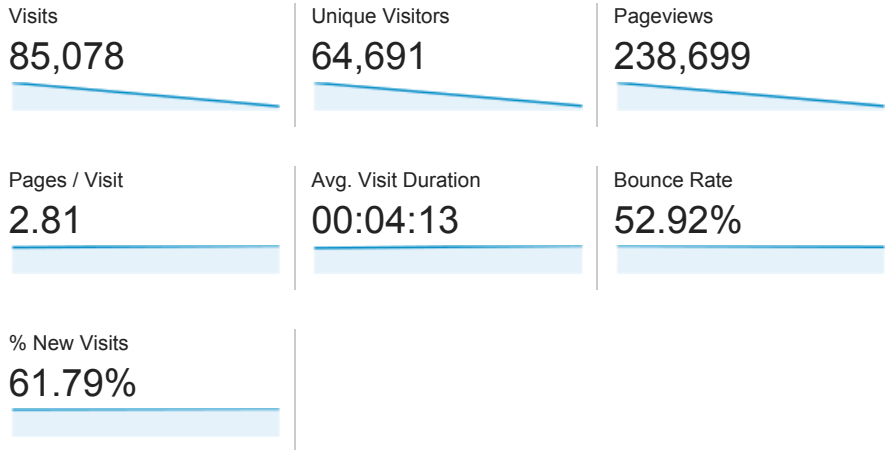 Visits
85,078
Unique Visitors
64,691
Pageviews
238,699
Pages / Visit
2.81
Avg. Visit Duration
00:04:13
Bounce Rate
52.92%
% New Visits
61.79%